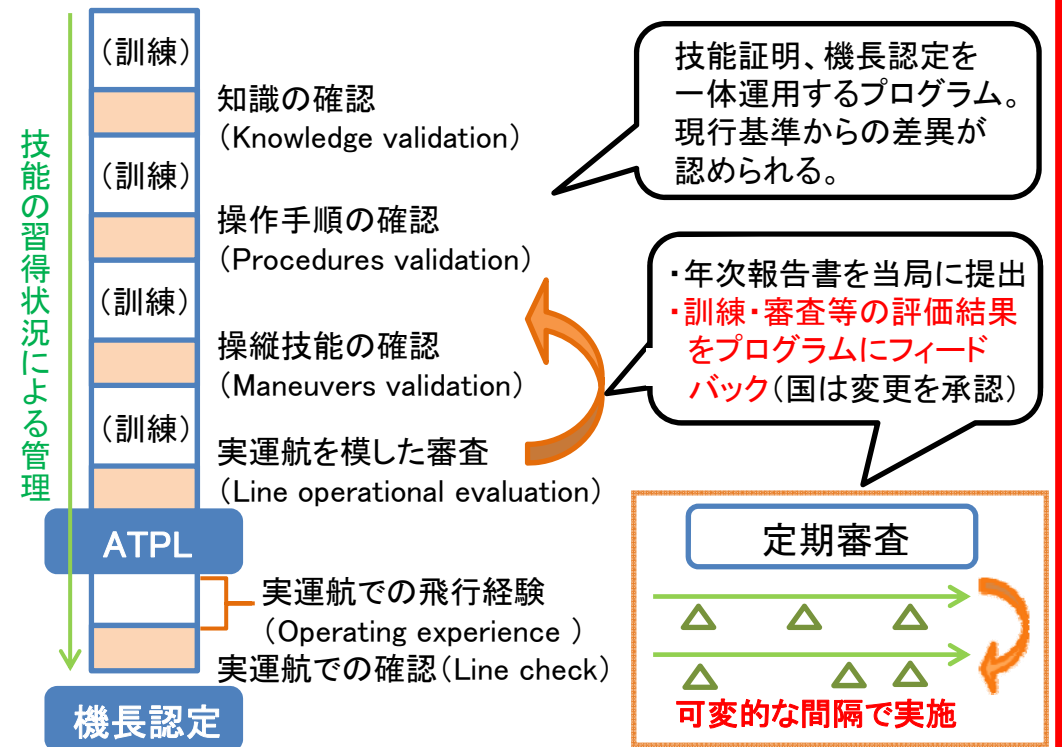 技能の習得状況による管理
（訓練）
知識の確認
（Knowledge validation）
（訓練）
操作手順の確認
（Procedures validation）
（訓練）
操縦技能の確認
（Maneuvers validation）
（訓練）
実運航を模した審査
（Line operational evaluation）
ATPL
実運航での飛行経験
（Operating experience ）
実運航での確認（Line check）
機長認定
技能証明、機長認定を
一体運用するプログラム。
現行基準からの差異が
認められる。
・年次報告書を当局に提出
・訓練・審査等の評価結果
をプログラムにフィード
バック（国は変更を承認）
定期審査
可変的な間隔で実施